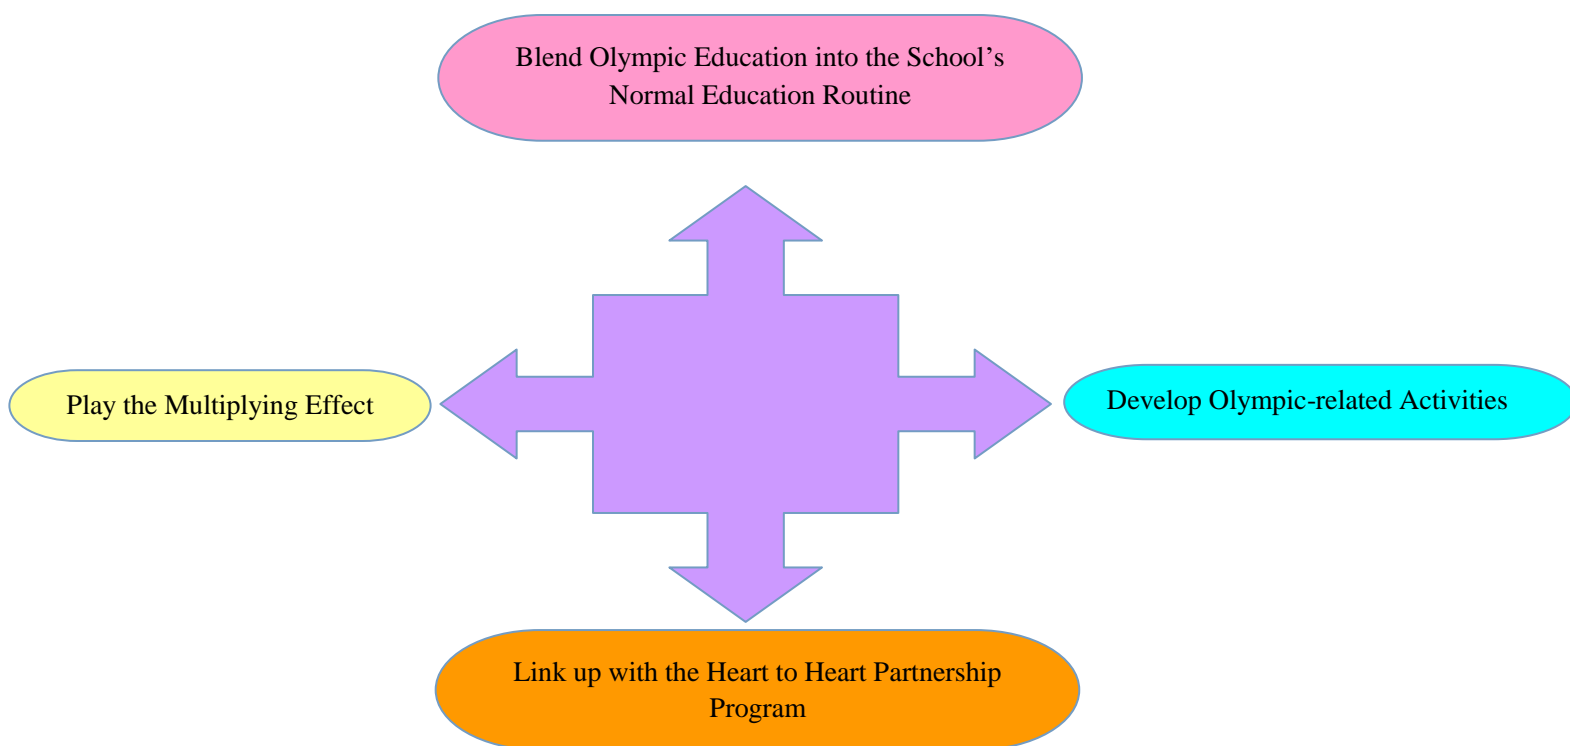 Blend Olympic Education into the School’s
Normal Education Routine
Play the Multiplying Effect
Develop Olympic-related Activities
Link up with the Heart to Heart Partnership
Program